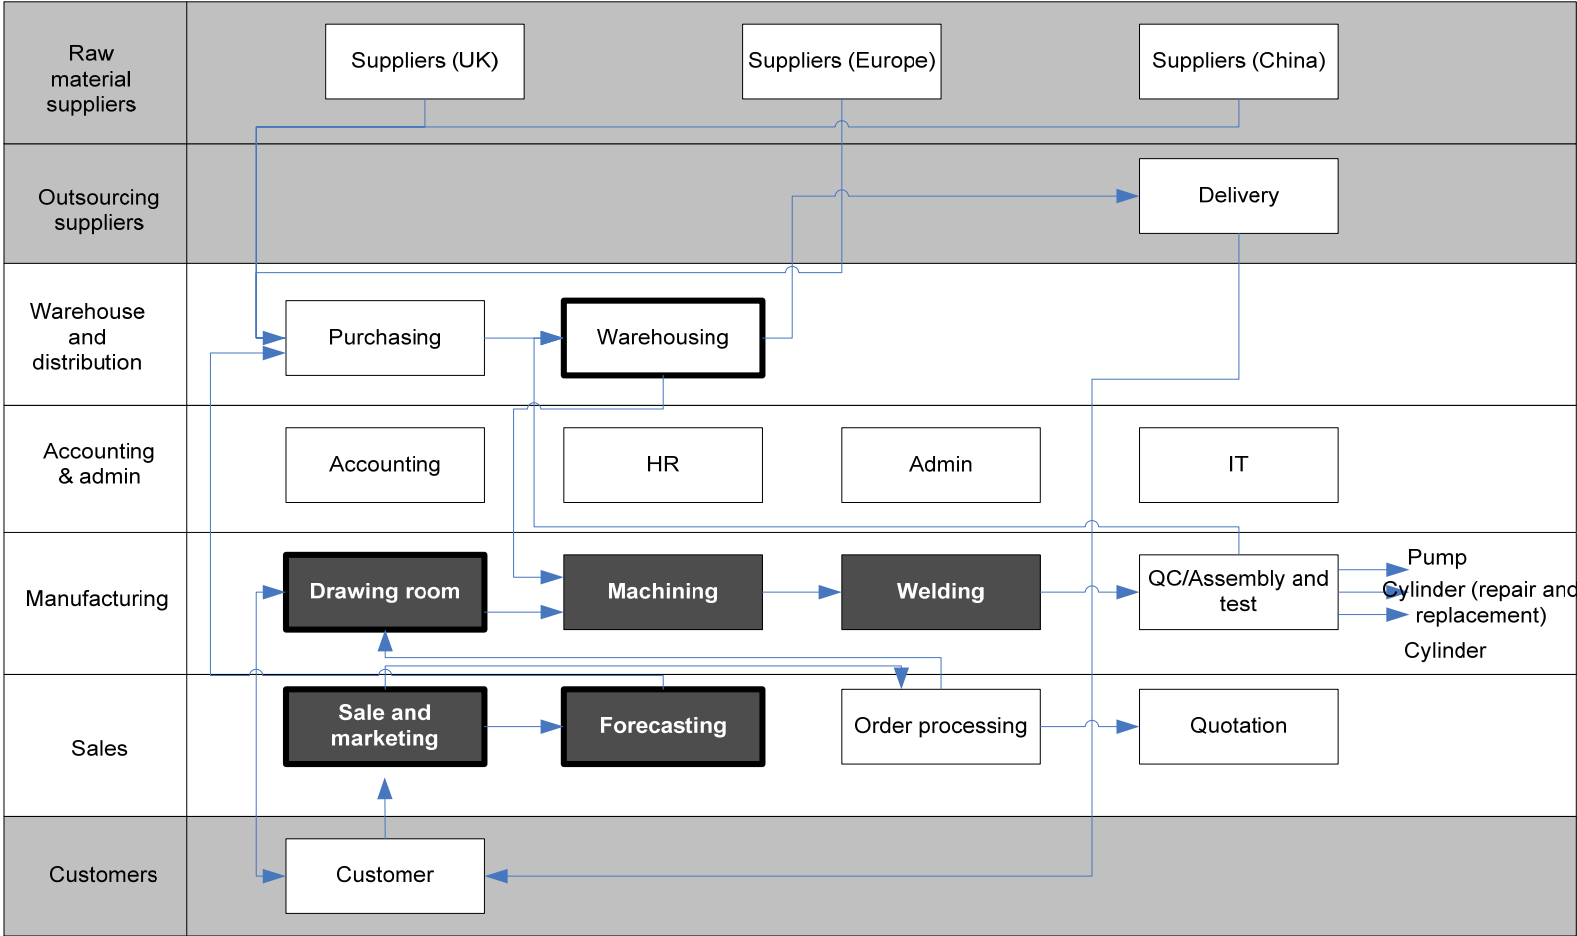 Raw
material
suppliers
Suppliers (UK)
Suppliers (Europe)
Suppliers (China)
Outsourcing
suppliers
Delivery
Warehouse
and
distribution
Purchasing
Warehousing
Accounting
& admin
Accounting
HR
Admin
IT
Manufacturing
Drawing room
Machining
Welding
QC/Assembly and
test
Pump
Cylinder (repair and
replacement)
Cylinder
Sales
Sale and
marketing
Forecasting
Order processing
Quotation
Customers
Customer